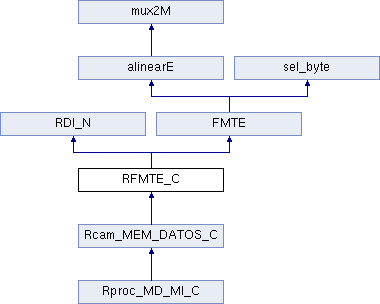 mux2M
alinearE
sel_byte
RDI_N
FMTE
RFMTE_C
Rcam_MEM_DATOS_C
Rproc_MD_MI_C